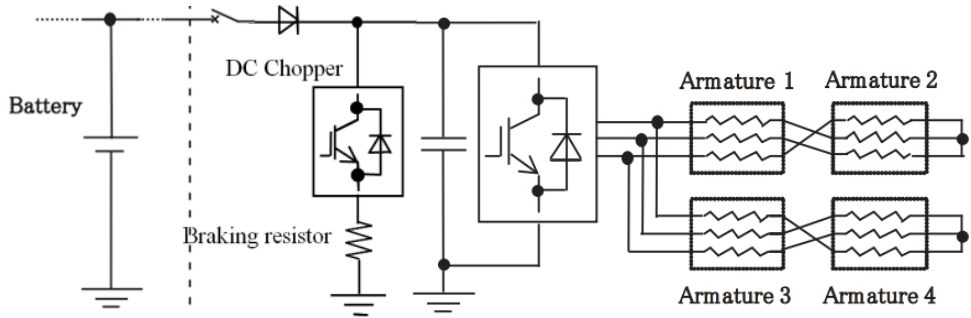 DC Chopper
Battery
Braking resistor
Armature 1
Armature 2
Armature 3
Armature 4